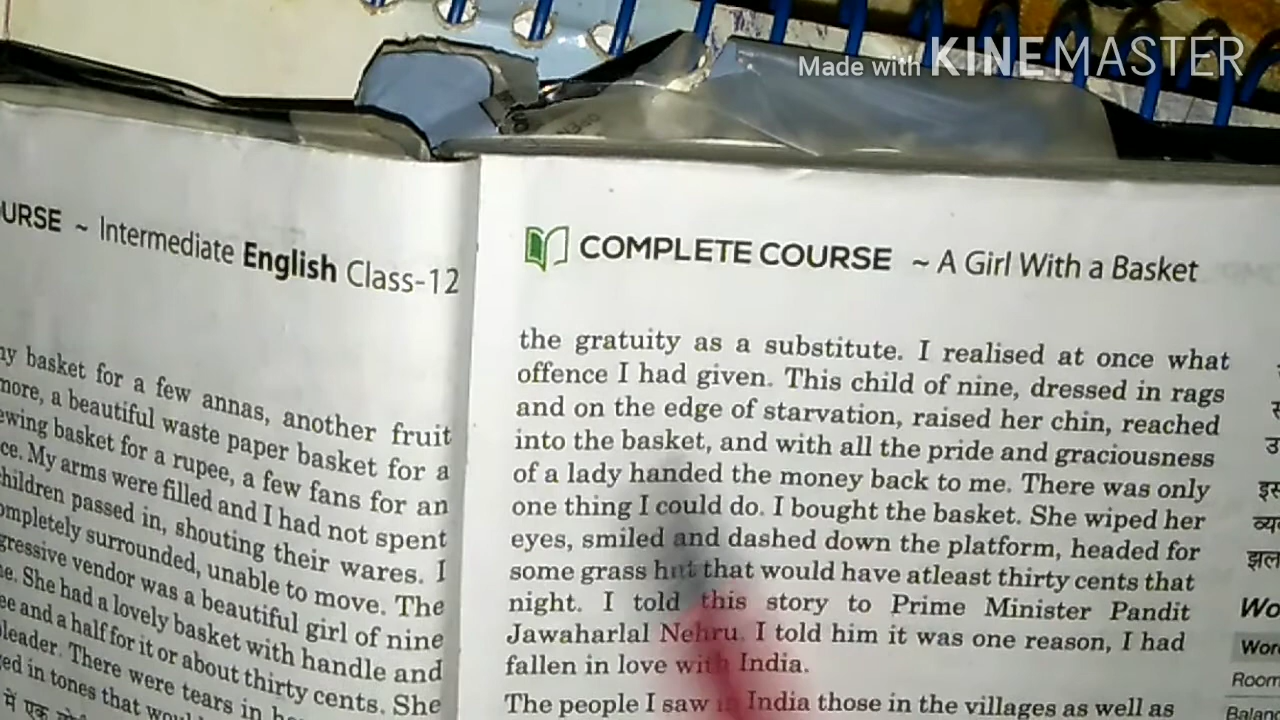 Made with KINEMASTER
URSE ~ Intermediate English Class-12
basket for a few annas, another fruit
more, a beautiful waste paper basket for a
basket for a rupee, a few fans for an
My arms were filled and I had not spent
children passed in, shouting their wares. I
completely surrounded, unable to move. The
vendor was a beautiful girl of nine
She had a lovely basket with handle and
and a half for it or about thirty cents. She
There were tears in
in tones that
में एक
COMPLETE COURSE ~ A Girl With a Basket
the gratuity as a substitute. I realised at once what
offence I had given. This child of nine, dressed in rags
and on the edge of starvation, raised her chin, reached
into the basket, and with all the pride and graciousness
of a lady handed the money back to me. There was only
one thing I could do. I bought the basket. She wiped her
eyes, smiled and dashed down the platform, headed for
some grass hut that would have atleast thirty cents that
night. I told this story to Prime Minister Pandit
Jawaharlal Nehru. I told him it was one reason, I had
fallen in love with India.
The people I saw in India those in the villages as well as
Wo
Wor
Room
Balan